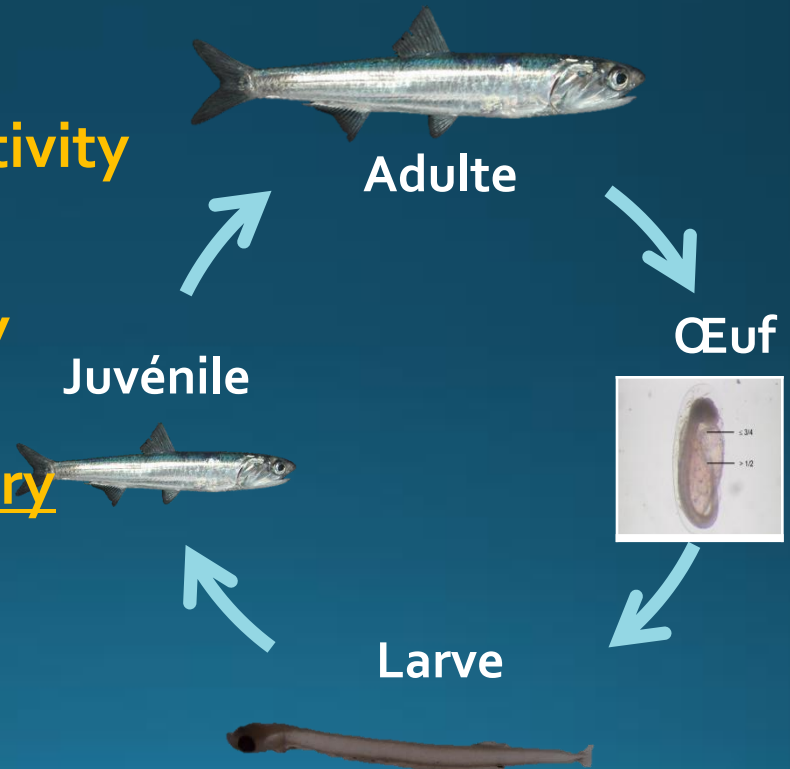 tivity
Adulte
y
Œuf
Juvénile
≤ 3/4
> 1/2
ry
Larve